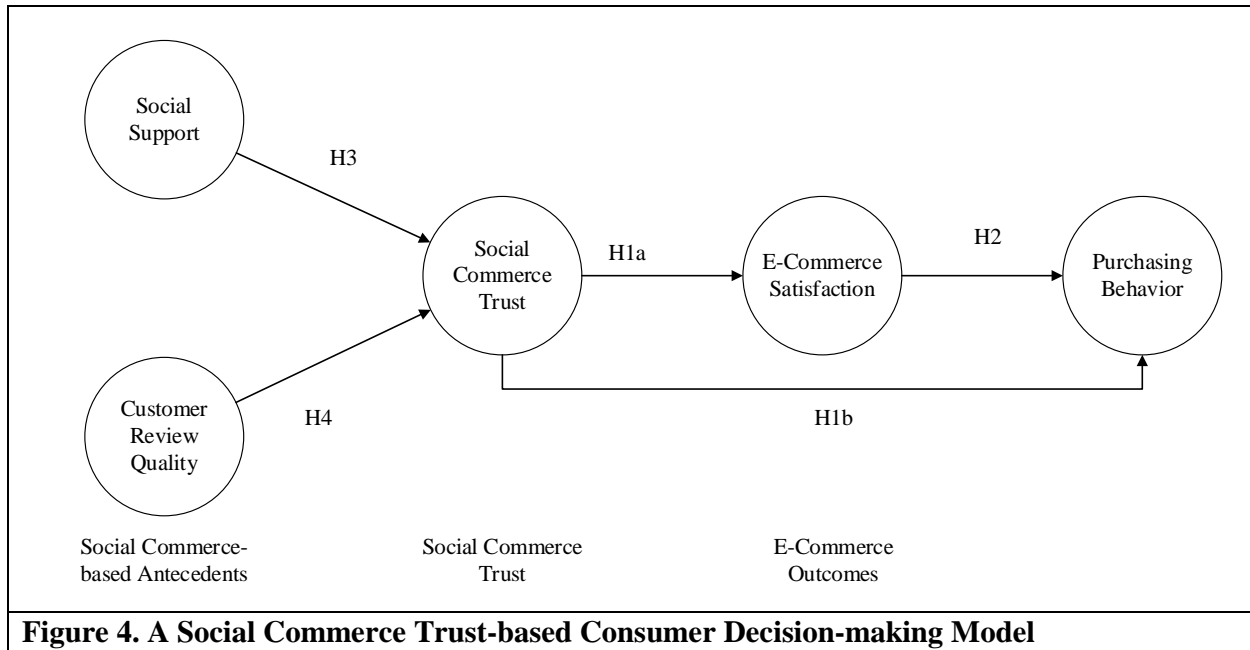 Social
Support
H3
Social
Commerce
Trust
H1a
E-Commerce
Satisfaction
H2
Purchasing
Behavior
Customer
Review
Quality
H4
H1b
Social Commerce-
based Antecedents
Social Commerce
Trust
E-Commerce
Outcomes
Figure 4. A Social Commerce Trust-based Consumer Decision-making Model